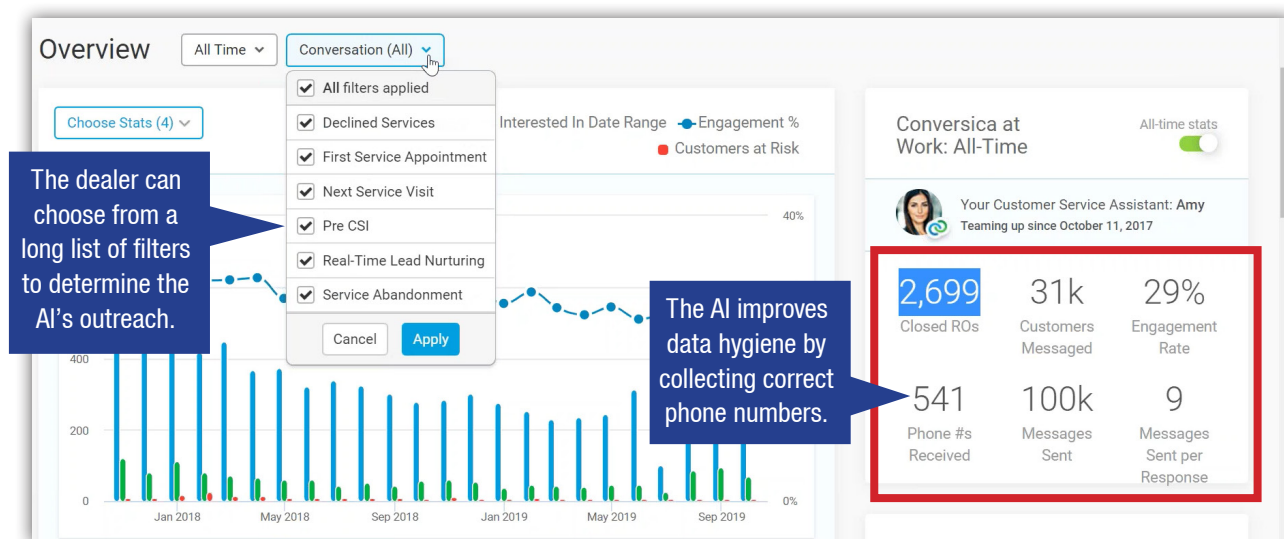 Overview
All Time
Conversation (All)
All filters applied
Declined Services
First Service Appointment
Next Service Visit
Pre CSI
Real-Time Lead Nurturing
Service Abandonment
Cancel
Apply
Choose Stats (4)
Interested In Date Range
Engagement %
Customers at Risk
The dealer can
choose from a
long list of filters
to determine the
AI's outreach.
40%
400
200
0
0%
Jan 2018
May 2018
Sep 2018
Jan 2019
May 2019
Sep 2019
The AI improves
data hygiene by
collecting correct
phone numbers.
Conversica at
Work: All-Time
All-time stats
Your Customer Service Assistant: Amy
Teaming up since October 11, 2017
2,699
Closed ROs
31k
Customers
Messaged
29%
Engagement
Rate
541
Phone #s
Received
100k
Messages
Sent
9
Messages
Sent per
Response